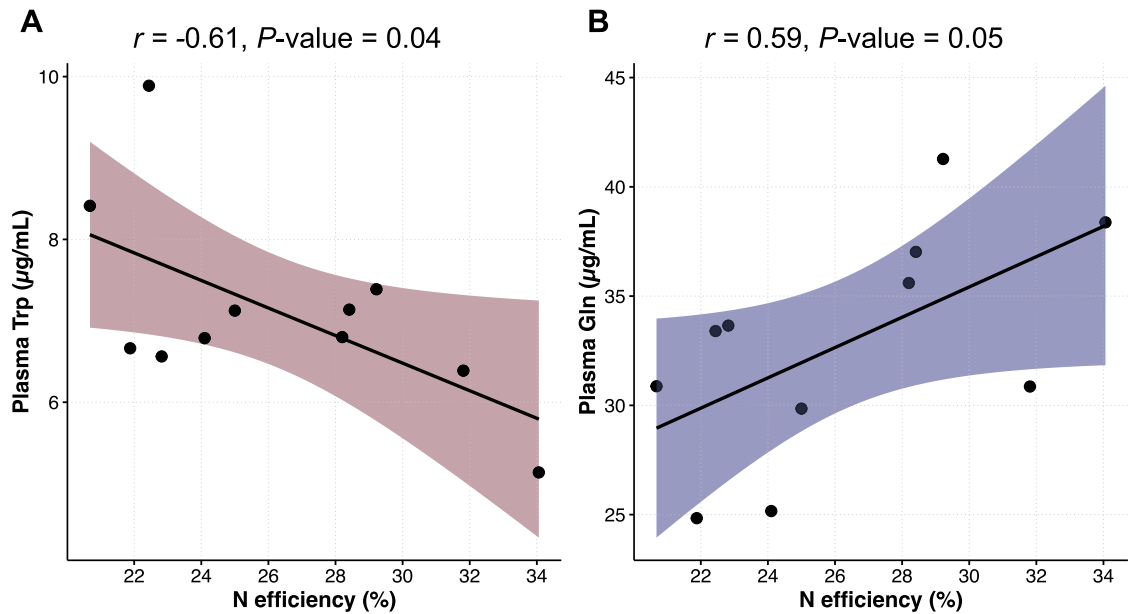 A
r = -0.61, P-value = 0.04
Plasma Trp (µg/mL)
10
8
6
22 24 26 28 30 32 34
N efficiency (%)
B
r = 0.59, P-value = 0.05
Plasma Gln (µg/mL)
45
40
35
30
25
22 24 26 28 30 32 34
N efficiency (%)